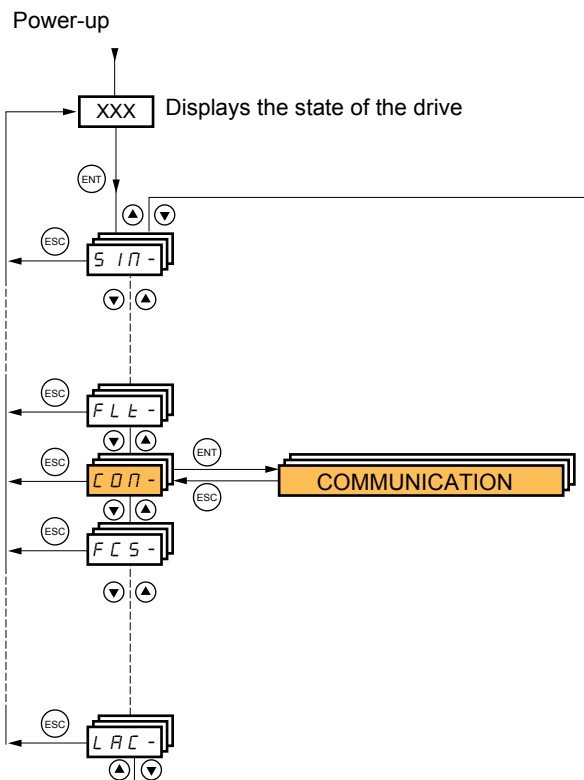 Power-up
XXX Displays the state of the drive
ENT
ESC
SIM-
ESC
FLt-
ENT
ESC
COM-
COMMUNICATION
ESC
ESC
FCS-
ESC
LAC-